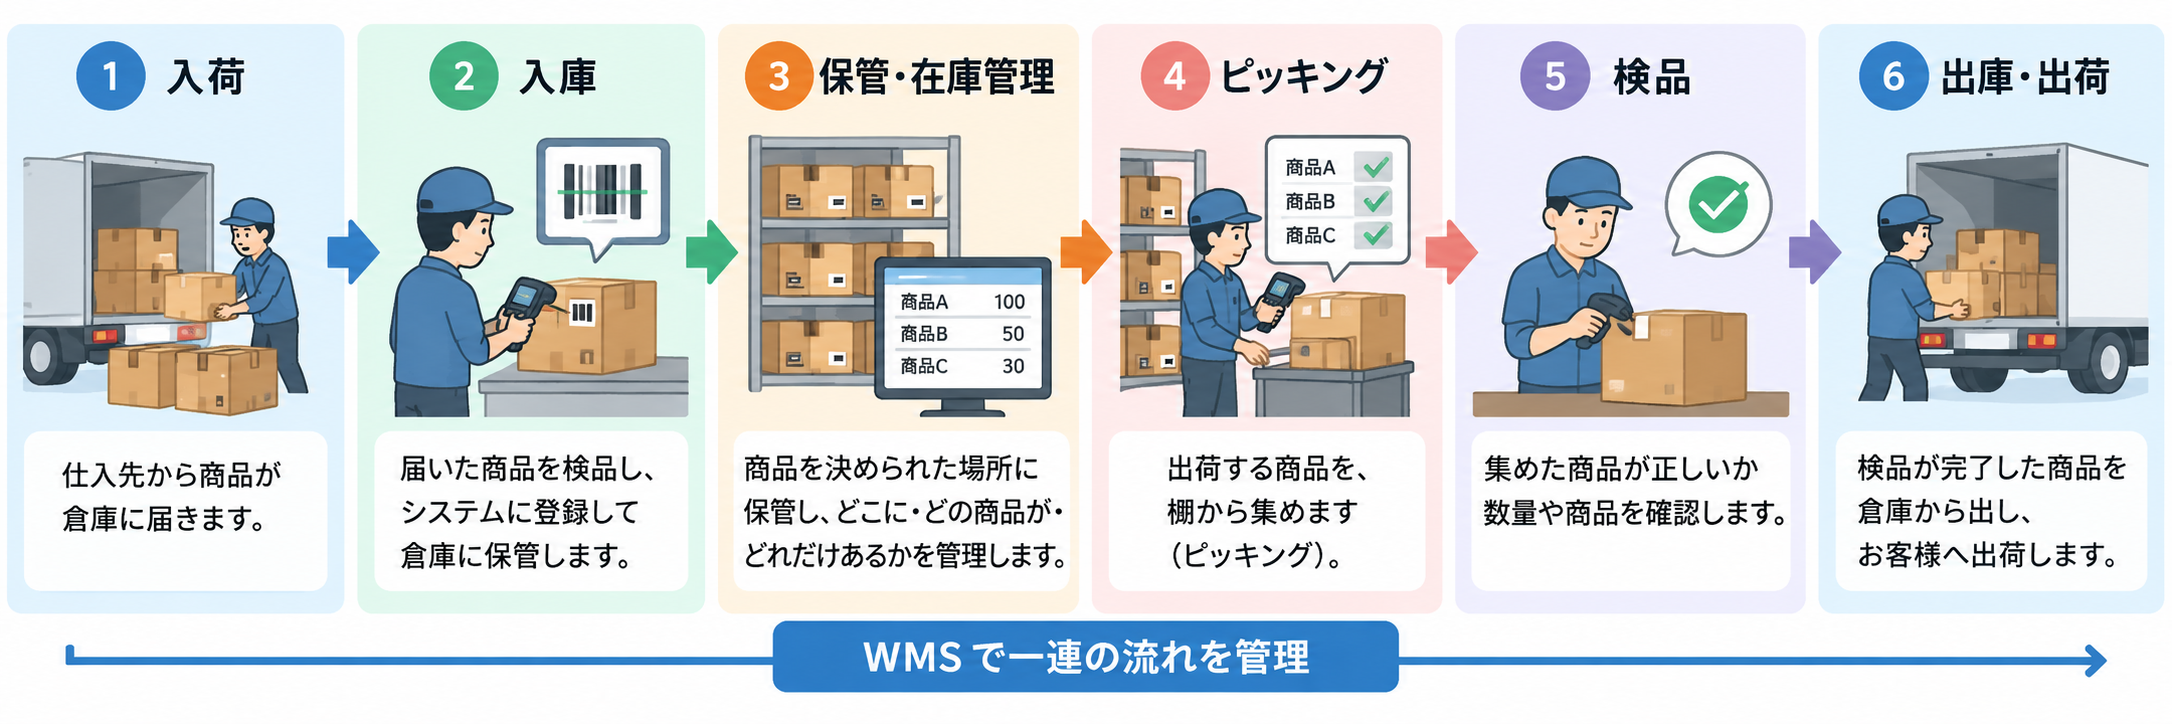 1 入荷
仕入先から商品が
倉庫に届きます。
2 入庫
届いた商品を検品し、
システムに登録して
倉庫に保管します。
3 保管・在庫管理
商品A 100
商品B 50
商品C 30
商品を決められた場所に
保管し、どこに・どの商品が・
どれだけあるかを管理します。
4 ピッキング
商品A
商品B
商品C
出荷する商品を、
棚から集めます
（ピッキング）。
5 検品
集めた商品が正しいか
数量や商品を確認します。
6 出庫・出荷
検品が完了した商品を
倉庫から出し、
お客様へ出荷します。
WMS で一連の流れを管理